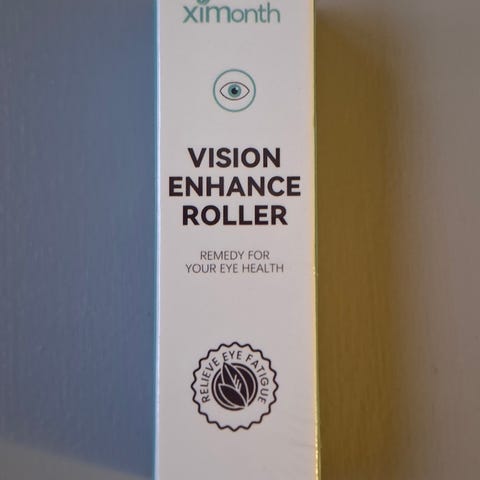 xiMonth
VISION
ENHANCE
ROLLER
REMEDY FOR
YOUR EYE HEALTH
RELIEVE EYE FATIGUE